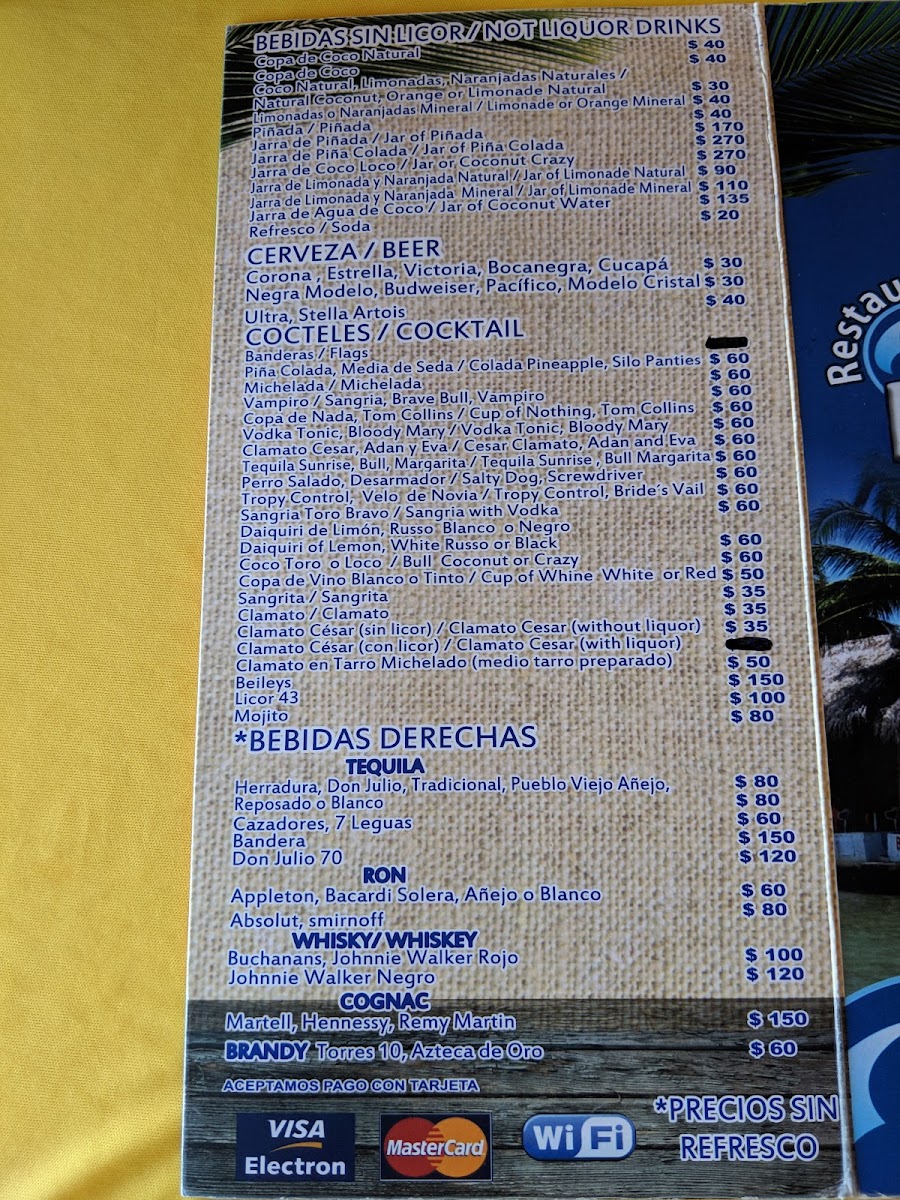 BEBIDAS SIN LICOR / NOT LIQUOR DRINKS
Copa de Coco Natural $ 40
Copa de Coco $ 40
Coco Natural, Limonadas, Naranjadas Naturales /
Natural Coconut, Orange or Limonade Natural $ 30
Limonadas o Naranjadas Mineral / Limonade or Orange Mineral $ 40
Piñada / Piñada $ 40
Jarra de Piñada / Jar of Piñada $ 170
Jarra de Piña Colada / Jar of Piña Colada $ 270
Jarra de Coco Loco / Jar or Coconut Crazy $ 270
Jarra de Limonada y Naranjada Natural / Jar of Limonade Natural $ 90
Jarra de Limonada y Naranjada Mineral / Jar of Limonade Mineral $ 110
Jarra de Agua de Coco / Jar of Coconut Water $ 135
Refresco / Soda $ 20
CERVEZA / BEER
Corona , Estrella, Victoria, Bocanegra, Cucapá $ 30
Negra Modelo, Budweiser, Pacífico, Modelo Cristal $ 30
Ultra, Stella Artois $ 40
COCTELES / COCKTAIL
Banderas / Flags
Piña Colada, Media de Seda / Colada Pineapple, Silo Panties $ 60
Michelada / Michelada $ 60
Vampiro / Sangria, Brave Bull, Vampiro $ 60
Copa de Nada, Tom Collins / Cup of Nothing, Tom Collins $ 60
Vodka Tonic, Bloody Mary / Vodka Tonic, Bloody Mary $ 60
Clamato Cesar, Adan y Eva / Cesar Clamato, Adan and Eva $ 60
Tequila Sunrise, Bull, Margarita / Tequila Sunrise , Bull Margarita $ 60
Perro Salado, Desarmador / Salty Dog, Screwdriver $ 60
Tropy Control, Velo de Novia / Tropy Control, Bride´s Vail $ 60
Sangria Toro Bravo / Sangria with Vodka $ 60
Daiquiri de Limón, Russo Blanco o Negro
Daiquiri of Lemon, White Russo or Black $ 60
Coco Toro o Loco / Bull Coconut or Crazy $ 60
Copa de Vino Blanco o Tinto / Cup of Whine White or Red $ 50
Sangrita / Sangrita $ 35
Clamato / Clamato $ 35
Clamato César (sin licor) / Clamato Cesar (without liquor) $ 35
Clamato César (con licor) / Clamato Cesar (with liquor)
Clamato en Tarro Michelado (medio tarro preparado) $ 50
Beileys $ 150
Licor 43 $ 100
Mojito $ 80
*BEBIDAS DERECHAS
TEQUILA
Herradura, Don Julio, Tradicional, Pueblo Viejo Añejo, $ 80
Reposado o Blanco $ 80
Cazadores, 7 Leguas $ 60
Bandera $ 150
Don Julio 70 $ 120
RON
Appleton, Bacardi Solera, Añejo o Blanco $ 60
Absolut, smirnoff $ 80
WHISKY/ WHISKEY
Buchanans, Johnnie Walker Rojo $ 100
Johnnie Walker Negro $ 120
COGNAC
Martell, Hennessy, Remy Martin $ 150
BRANDY Torres 10, Azteca de Oro $ 60
ACEPTAMOS PAGO CON TARJETA
VISA
Electron
MasterCard
Wi Fi
*PRECIOS SIN
REFRESCO